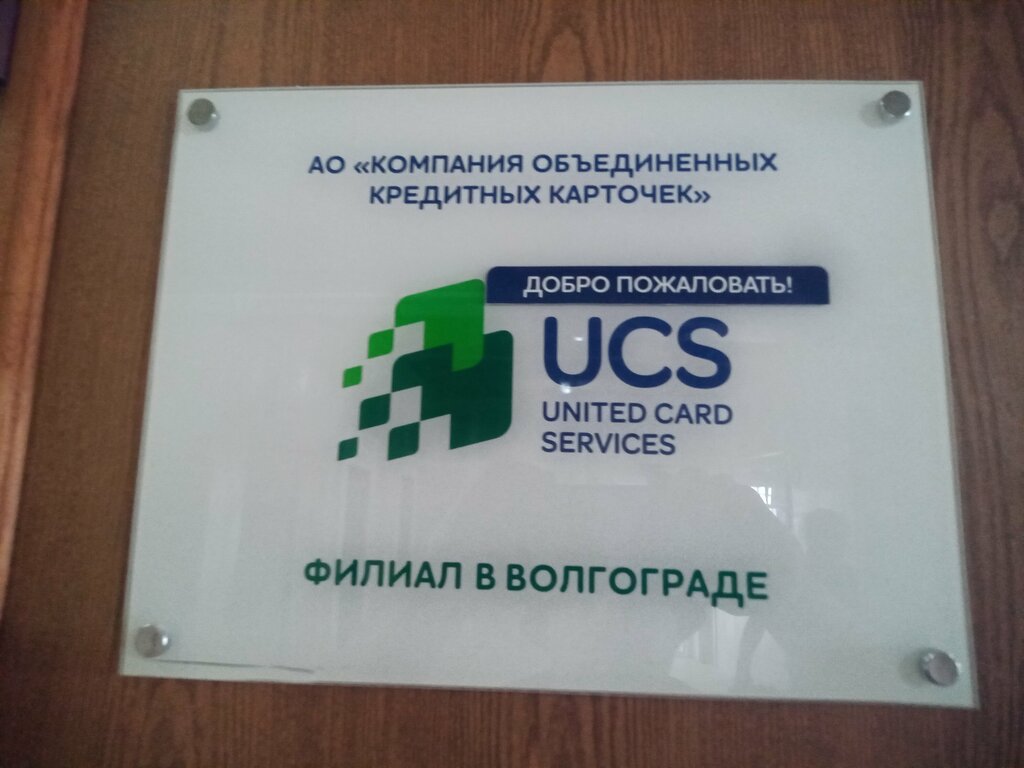 АО «КОМПАНИЯ ОБЪЕДИНЕННЫХ
КРЕДИТНЫХ КАРТОЧЕК»
ДОБРО ПОЖАЛОВАТЬ!
UCS
UNITED CARD
SERVICES
ФИЛИАЛ В ВОЛГОГРАДЕ